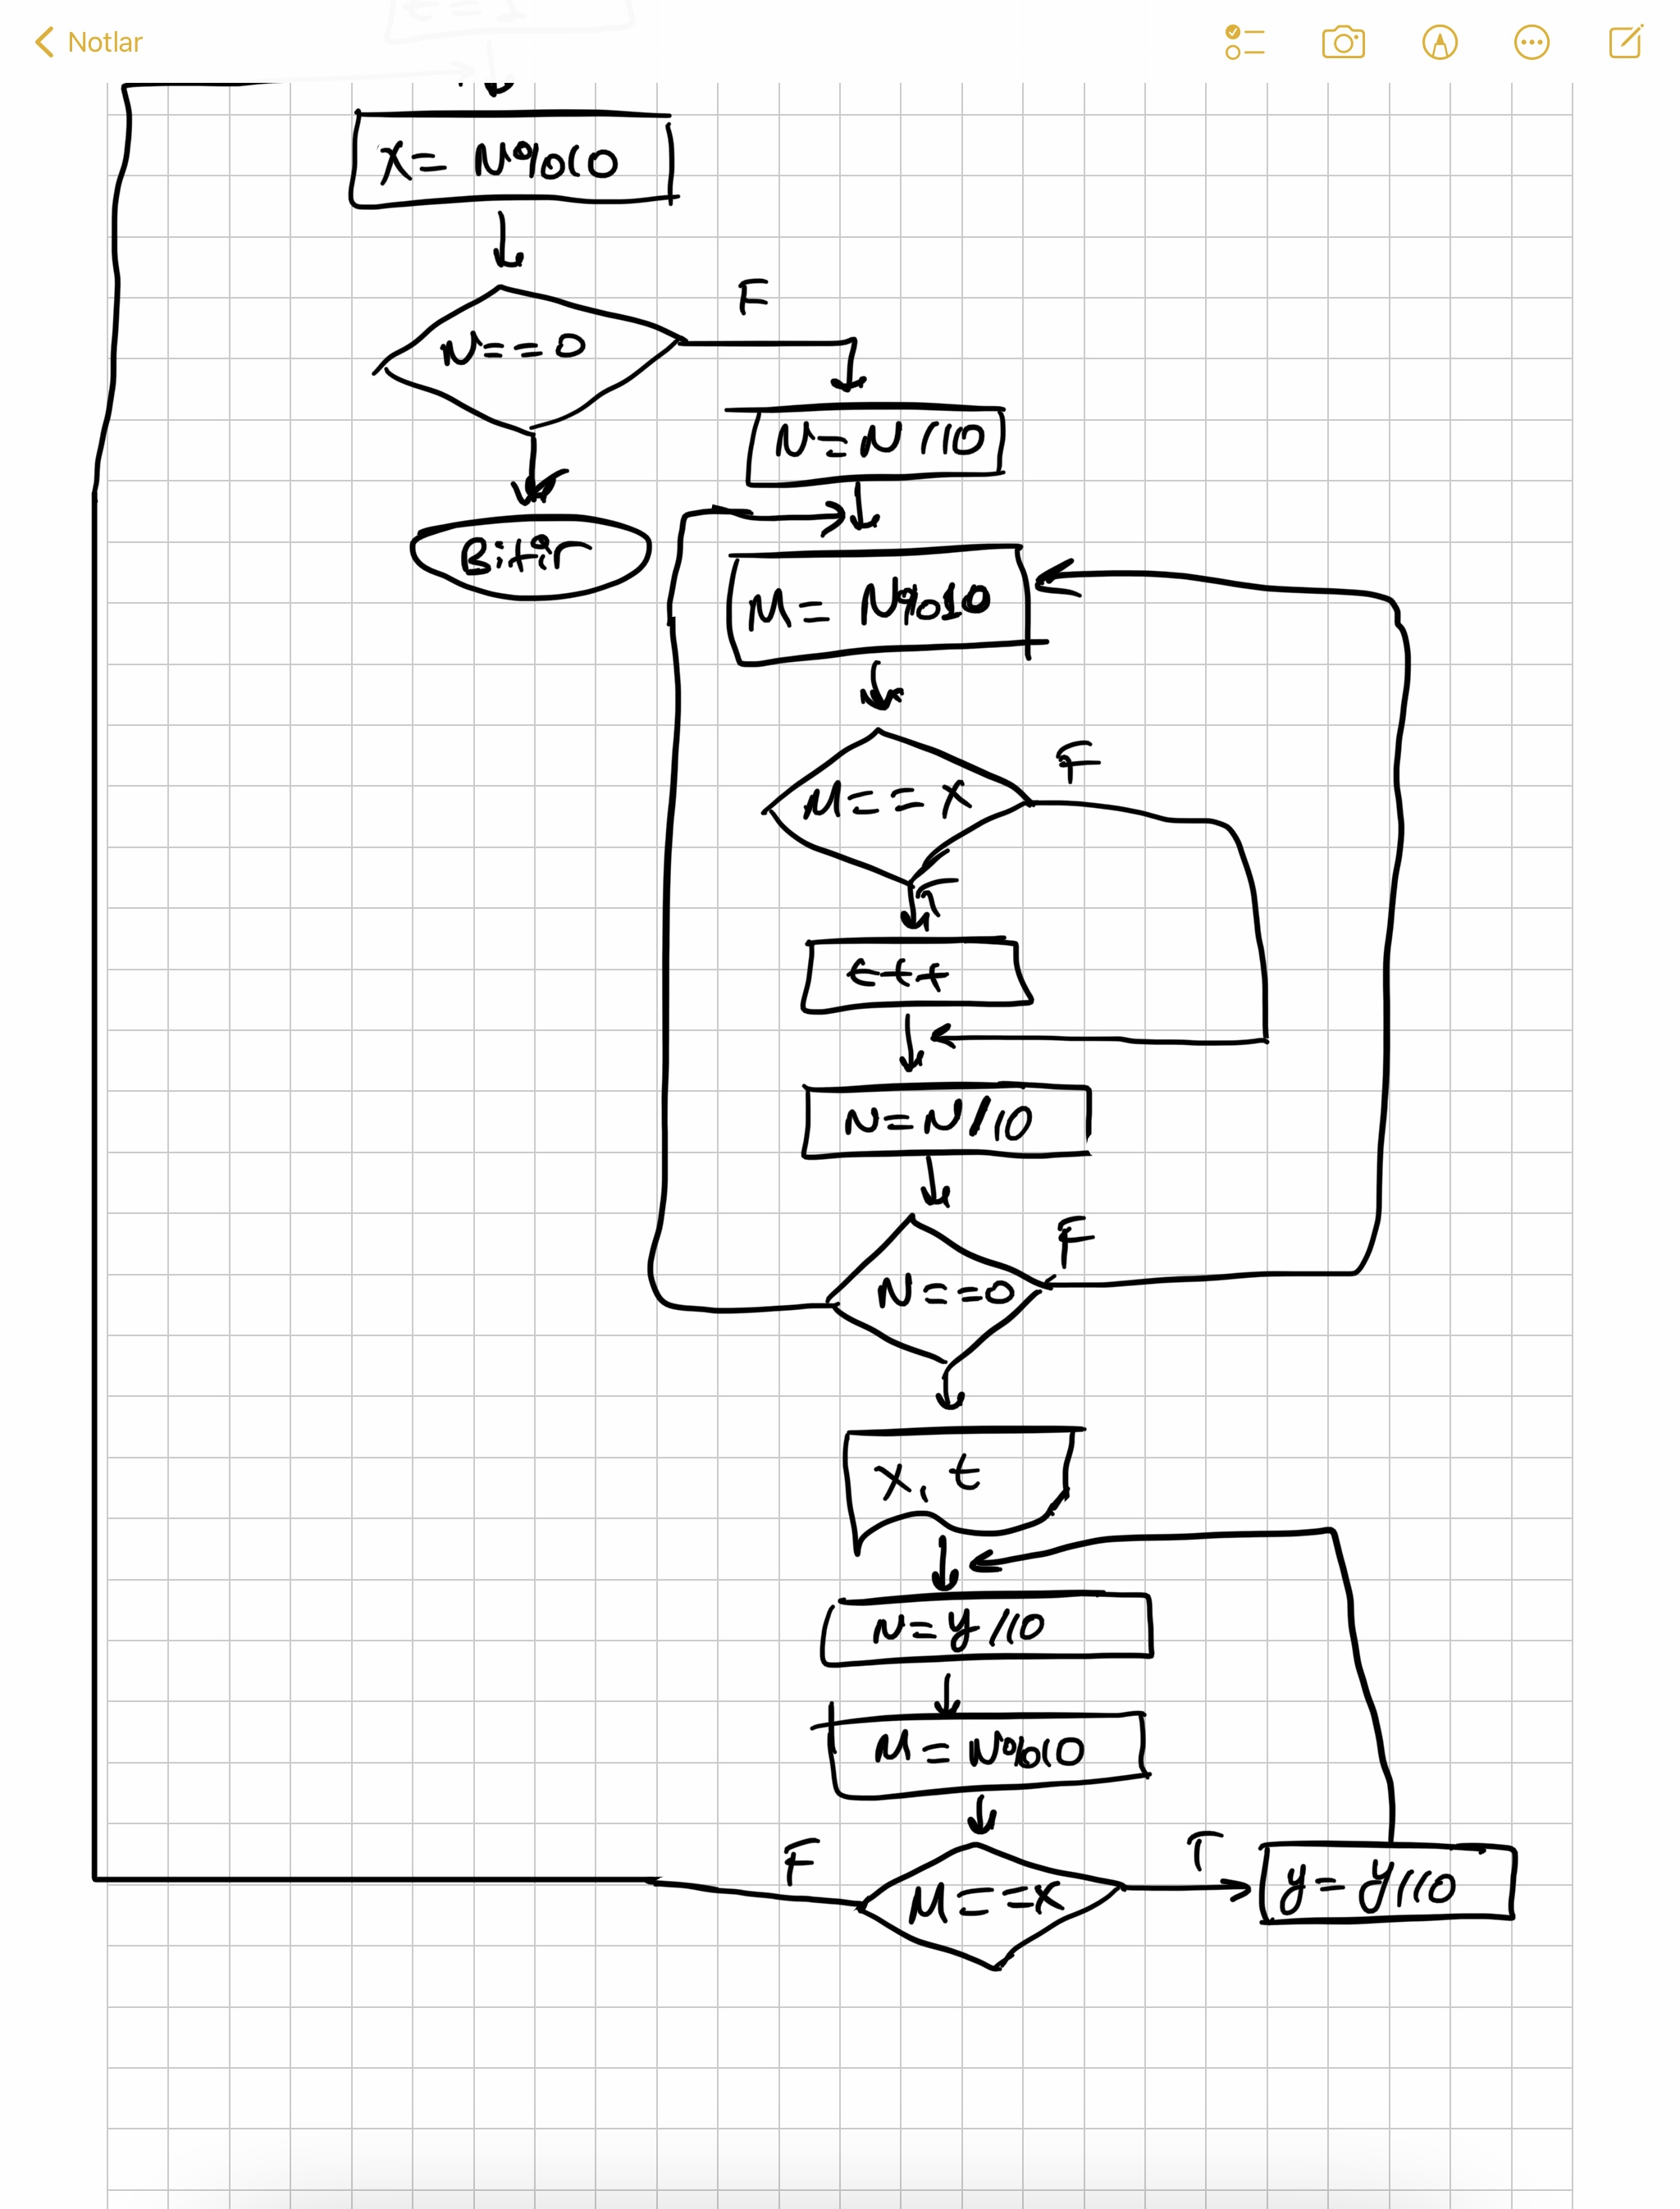 Notlar
X = N%10
N == 0
F
N = N//10
Bitir
M = N%10
M == X
F
T
t++
N = N//10
N == 0
F
X, t
N = y//10
M = N%10
M == X
F
T
y = y//10